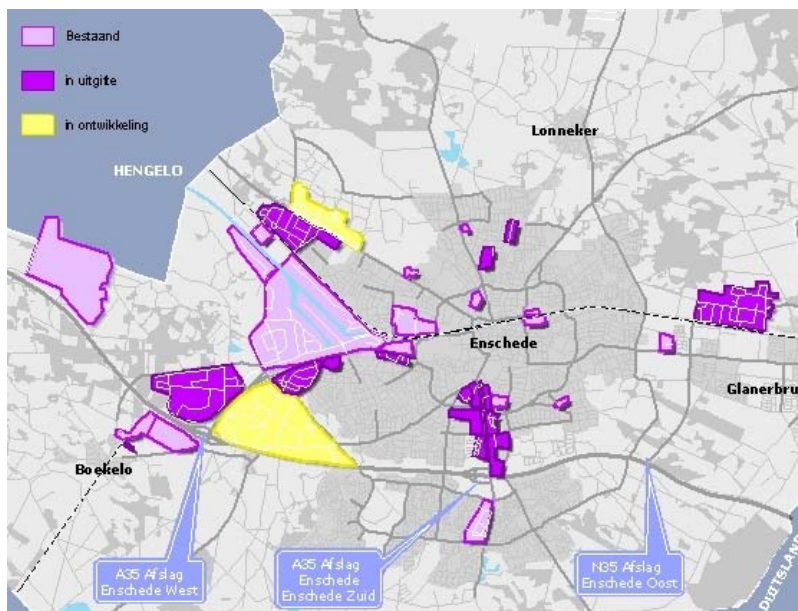 Bestaand
in uitgifte
in ontwikkeling
Lonneker
HENGELO
Enschede
Glanerbru
Boekelo
A35 Afslag
Enschede West
A35 Afslag
Enschede
Enschede Zuid
N35 Afslag
Enschede Oost
DUITSLAND